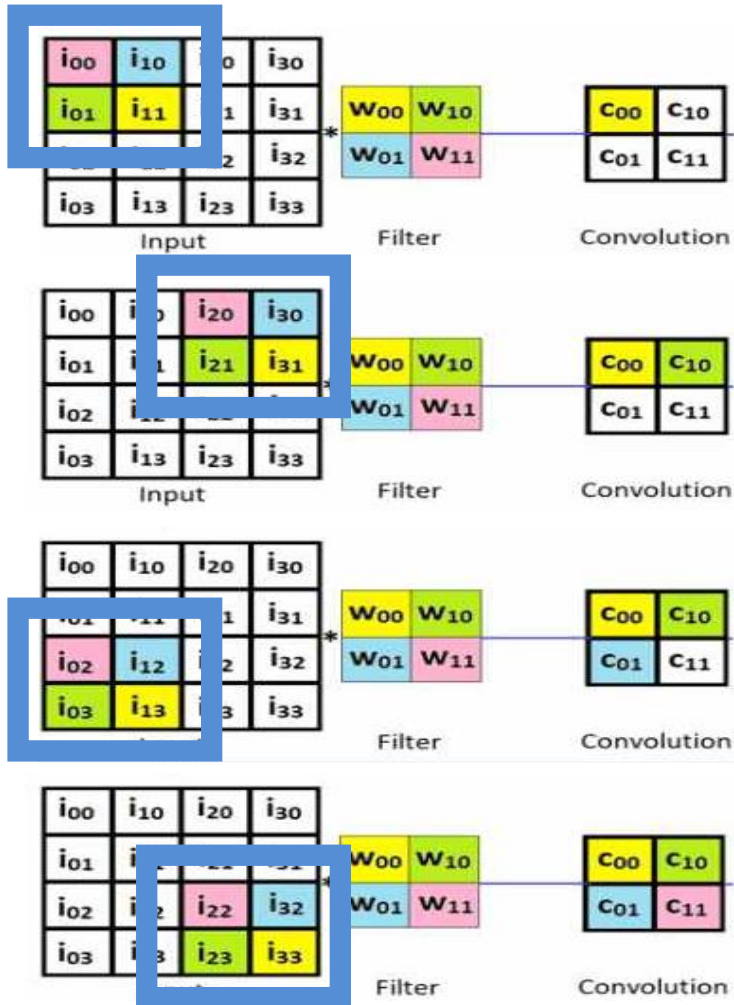 i₀₀ i₁₀ i₃₀
i₀₁ i₁₁ i₃₁ W₀₀ W₁₀ C₀₀ C₁₀
i₃₂ * W₀₁ W₁₁ C₀₁ C₁₁
i₀₃ i₁₃ i₂₃ i₃₃
Input Filter Convolution
i₀₀ i₂₀ i₃₀
i₀₁ i₂₁ i₃₁ W₀₀ W₁₀ C₀₀ C₁₀
i₀₂ W₀₁ W₁₁ C₀₁ C₁₁
i₀₃ i₁₃ i₂₃ i₃₃
Input Filter Convolution
i₀₀ i₁₀ i₂₀ i₃₀
i₃₁ W₀₀ W₁₀ C₀₀ C₁₀
i₀₂ i₁₂ i₃₂ * W₀₁ W₁₁ C₀₁ C₁₁
i₀₃ i₁₃ i₃₃
Filter Convolution
i₀₀ i₁₀ i₂₀ i₃₀
i₀₁ W₀₀ W₁₀ C₀₀ C₁₀
i₀₂ i₂₂ i₃₂ W₀₁ W₁₁ C₀₁ C₁₁
i₀₃ i₂₃ i₃₃
Filter Convolution